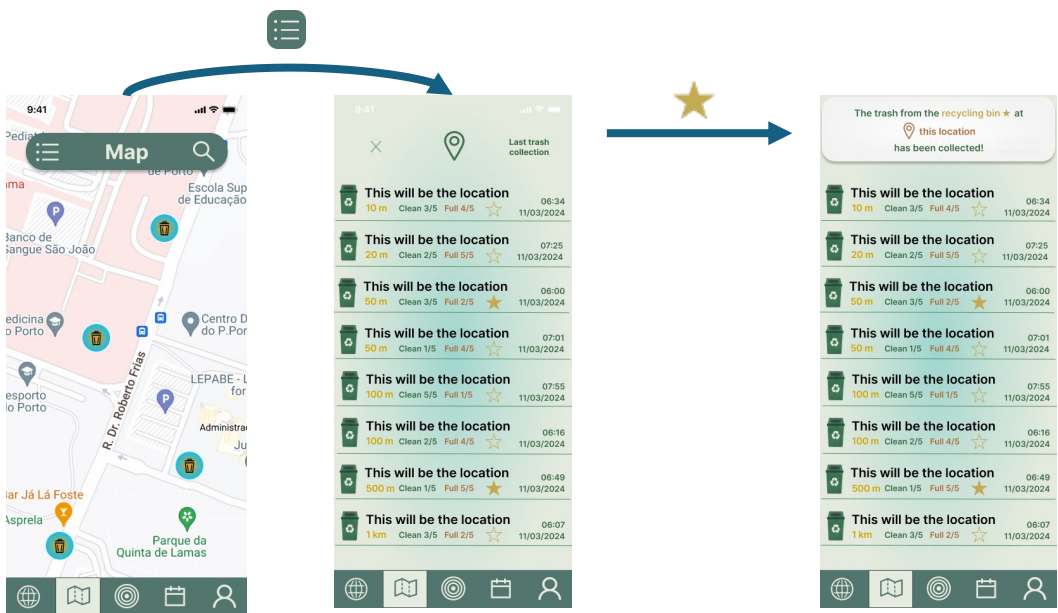 9:41
Pediat
Map
de Porto
ama
Escola Sup
de Educação
P
Banco de
Sangue São João
edicina
o Porto
Centro D
do P.Por
R. Dr. Roberto Frias
esporto
do Porto
LEPABE - L
for
P
Administra
Ju
Bar Já Lá Foste
Asprela
Parque da
Quinta de Lamas
9:41
Last trash
collection
This will be the location
10 m Clean 3/5 Full 4/5
06:34
11/03/2024
This will be the location
20 m Clean 2/5 Full 5/5
07:25
11/03/2024
This will be the location
50 m Clean 3/5 Full 2/5
06:00
11/03/2024
This will be the location
50 m Clean 1/5 Full 4/5
07:01
11/03/2024
This will be the location
100 m Clean 5/5 Full 1/5
07:55
11/03/2024
This will be the location
100 m Clean 2/5 Full 4/5
06:16
11/03/2024
This will be the location
500 m Clean 1/5 Full 5/5
06:49
11/03/2024
This will be the location
1 km Clean 3/5 Full 2/5
06:07
11/03/2024
The trash from the recycling bin ★ at
this location
has been collected!
This will be the location
10 m Clean 3/5 Full 4/5
06:34
11/03/2024
This will be the location
20 m Clean 2/5 Full 5/5
07:25
11/03/2024
This will be the location
50 m Clean 3/5 Full 2/5
06:00
11/03/2024
This will be the location
50 m Clean 1/5 Full 4/5
07:01
11/03/2024
This will be the location
100 m Clean 5/5 Full 1/5
07:55
11/03/2024
This will be the location
100 m Clean 2/5 Full 4/5
06:16
11/03/2024
This will be the location
500 m Clean 1/5 Full 5/5
06:49
11/03/2024
This will be the location
1 km Clean 3/5 Full 2/5
06:07
11/03/2024